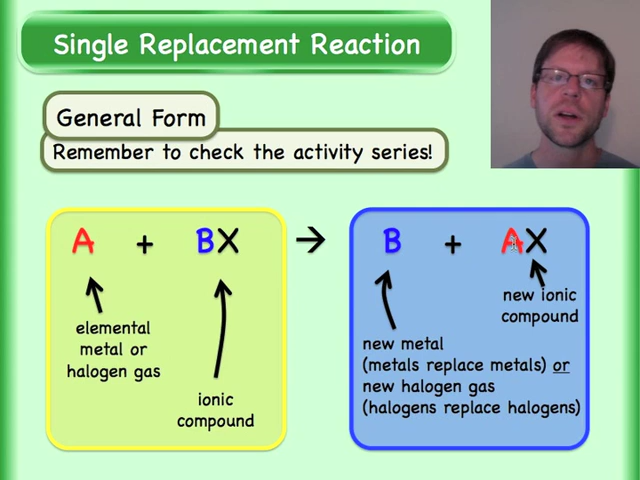 Single Replacement Reaction
General Form
Remember to check the activity series!
A + BX → B + AX
elemental
metal or
halogen gas
ionic
compound
new ionic
compound
new metal
(metals replace metals) or
new halogen gas
(halogens replace halogens)